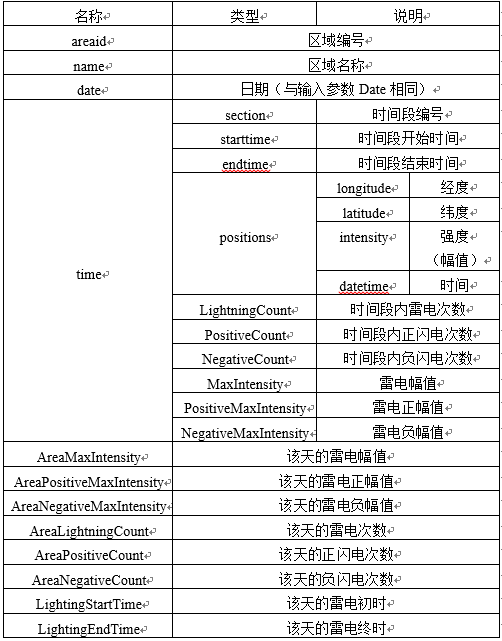 名称 类型 说明
areaid 区域编号
name 区域名称
date 日期（与输入参数 Date 相同）
section 时间段编号
starttime 时间段开始时间
endtime 时间段结束时间
longitude 经度
latitude 纬度
positions intensity 强度
（幅值）
time datetime 时间
LightningCount 时间段内雷电次数
PositiveCount 时间段内正闪电次数
NegativeCount 时间段内负闪电次数
MaxIntensity 雷电幅值
PositiveMaxIntensity 雷电正幅值
NegativeMaxIntensity 雷电负幅值
AreaMaxIntensity 该天的雷电幅值
AreaPositiveMaxIntensity 该天的雷电正幅值
AreaNegativeMaxIntensity 该天的雷电负幅值
AreaLightningCount 该天的雷电次数
AreaPositiveCount 该天的正闪电次数
AreaNegativeCount 该天的负闪电次数
LightingStartTime 该天的雷电初时
LightingEndTime 该天的雷电终时